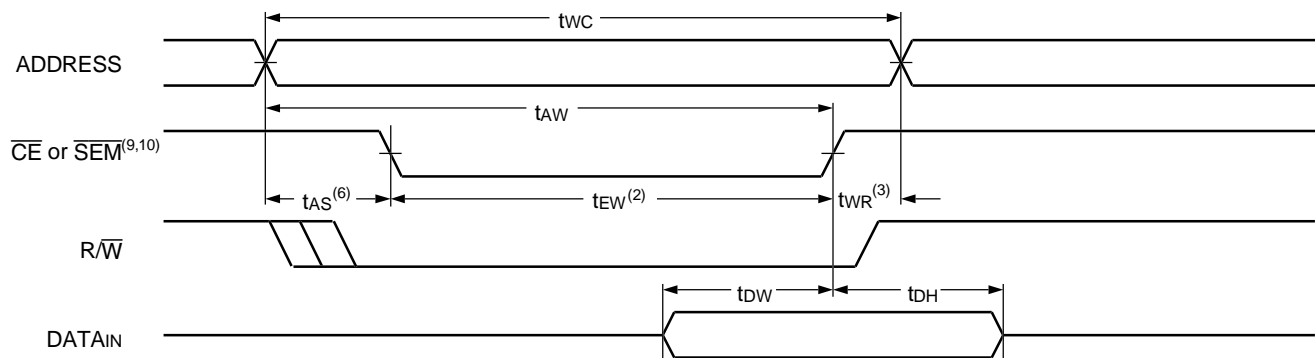 tWC
ADDRESS
tAW
CE or SEM(9,10)
tAS(6) tEW(2) tWR(3)
R/W
tDW tDH
DATAIN